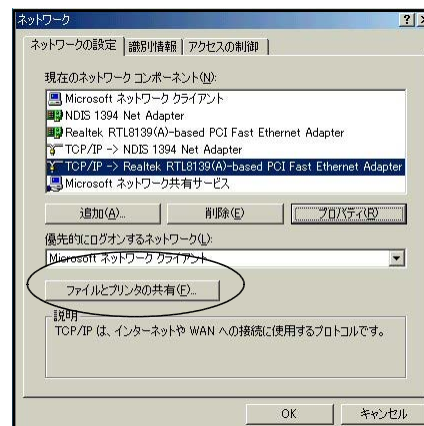 ネットワーク
ネットワークの設定 識別情報 アクセスの制御
現在のネットワーク コンポーネント(N):
Microsoft ネットワーク クライアント
NDIS 1394 Net Adapter
Realtek RTL8139(A)-based PCI Fast Ethernet Adapter
TCP/IP -> NDIS 1394 Net Adapter
TCP/IP -> Realtek RTL8139(A)-based PCI Fast Ethernet Adapter
Microsoft ネットワーク共有サービス
追加(A)... 削除(E) プロパティ(R)
優先的にログオンするネットワーク(L):
Microsoft ネットワーク クライアント
ファイルとプリンタの共有(F)...
説明
TCP/IP は、インターネットや WAN への接続に使用するプロトコルです。
OK キャンセル